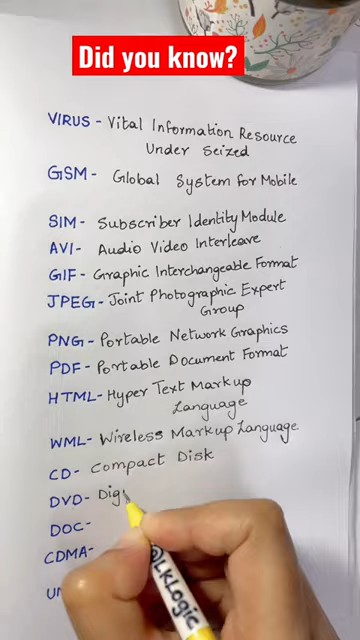 Did you know?
VIRUS - Vital Information Resource
Under Seized
GSM - Global System for Mobile
SIM - Subscriber Identity Module
AVI - Audio Video Interleave
GIF - Graphic Interchangeable Format
JPEG - Joint Photographic Expert
Group
PNG - Portable Network Graphics
PDF - Portable Document Format
HTML - Hyper Text Markup
Language
WML - Wireless Markup Language
CD - Compact Disk
DVD - Dig
DOC -
CDMA -
@LKLogic